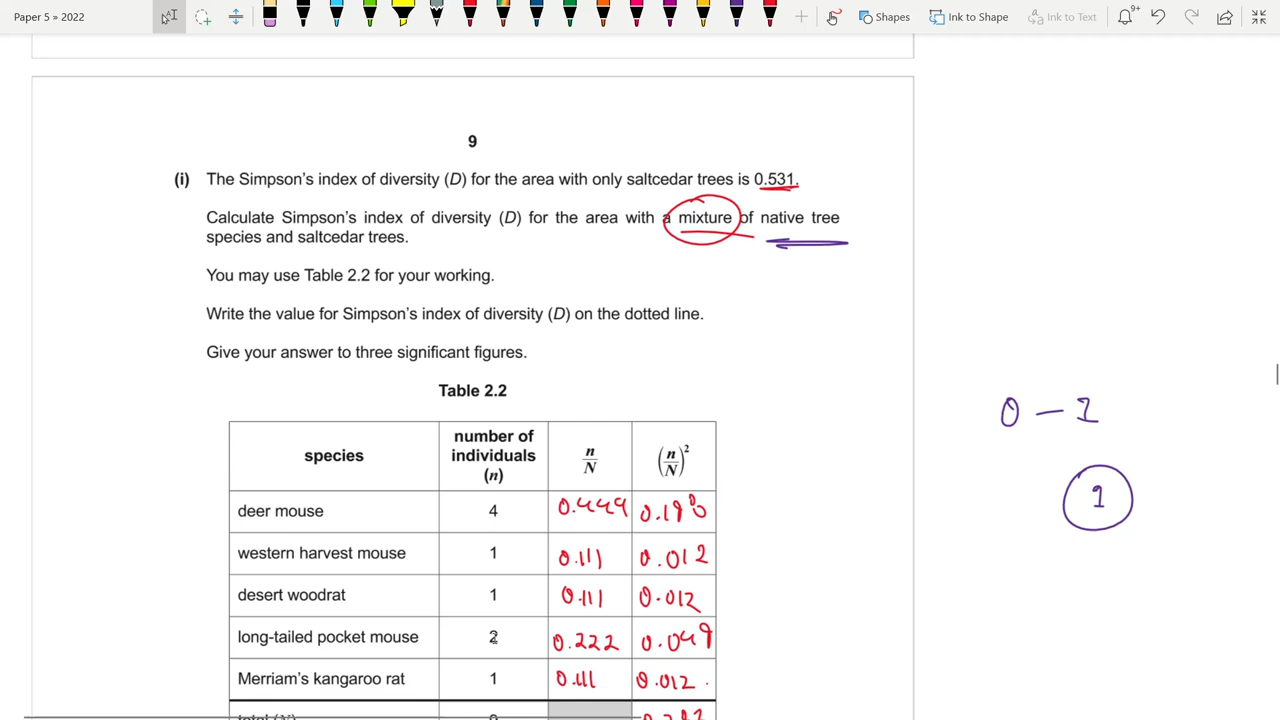 Paper 5 » 2022
Shapes
Ink to Shape
Ink to Text
9+
9
(i) The Simpson's index of diversity (D) for the area with only saltcedar trees is 0.531.
Calculate Simpson's index of diversity (D) for the area with a mixture of native tree
species and saltcedar trees.
You may use Table 2.2 for your working.
Write the value for Simpson's index of diversity (D) on the dotted line.
Give your answer to three significant figures.
Table 2.2
species number of individuals (n) n/N (n/N)²
deer mouse 4 0.444
western harvest mouse 1 0.111 0.012
desert woodrat 1 0.111 0.012
long-tailed pocket mouse 2 0.222 0.049
Merriam's kangaroo rat 1 0.111 0.012
0 – 1
1